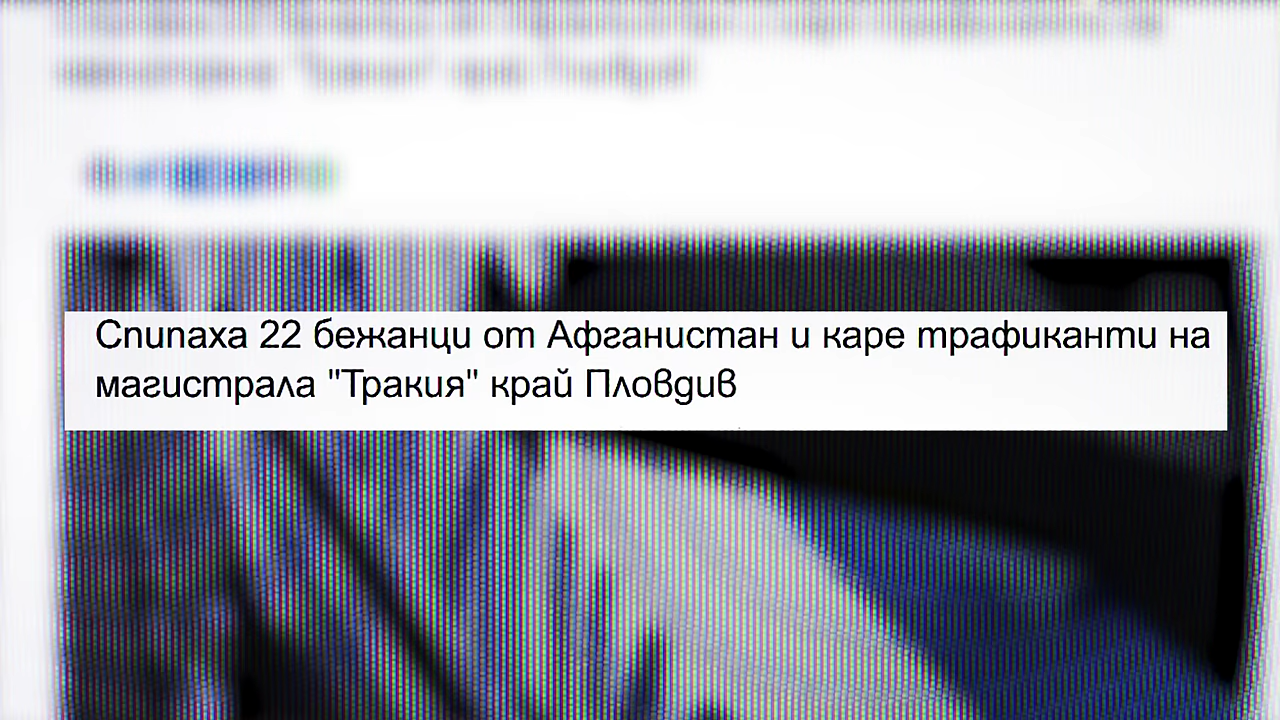 Спипаха 22 бежанци от Афганистан и каре трафиканти на
магистрала "Тракия" край Пловдив